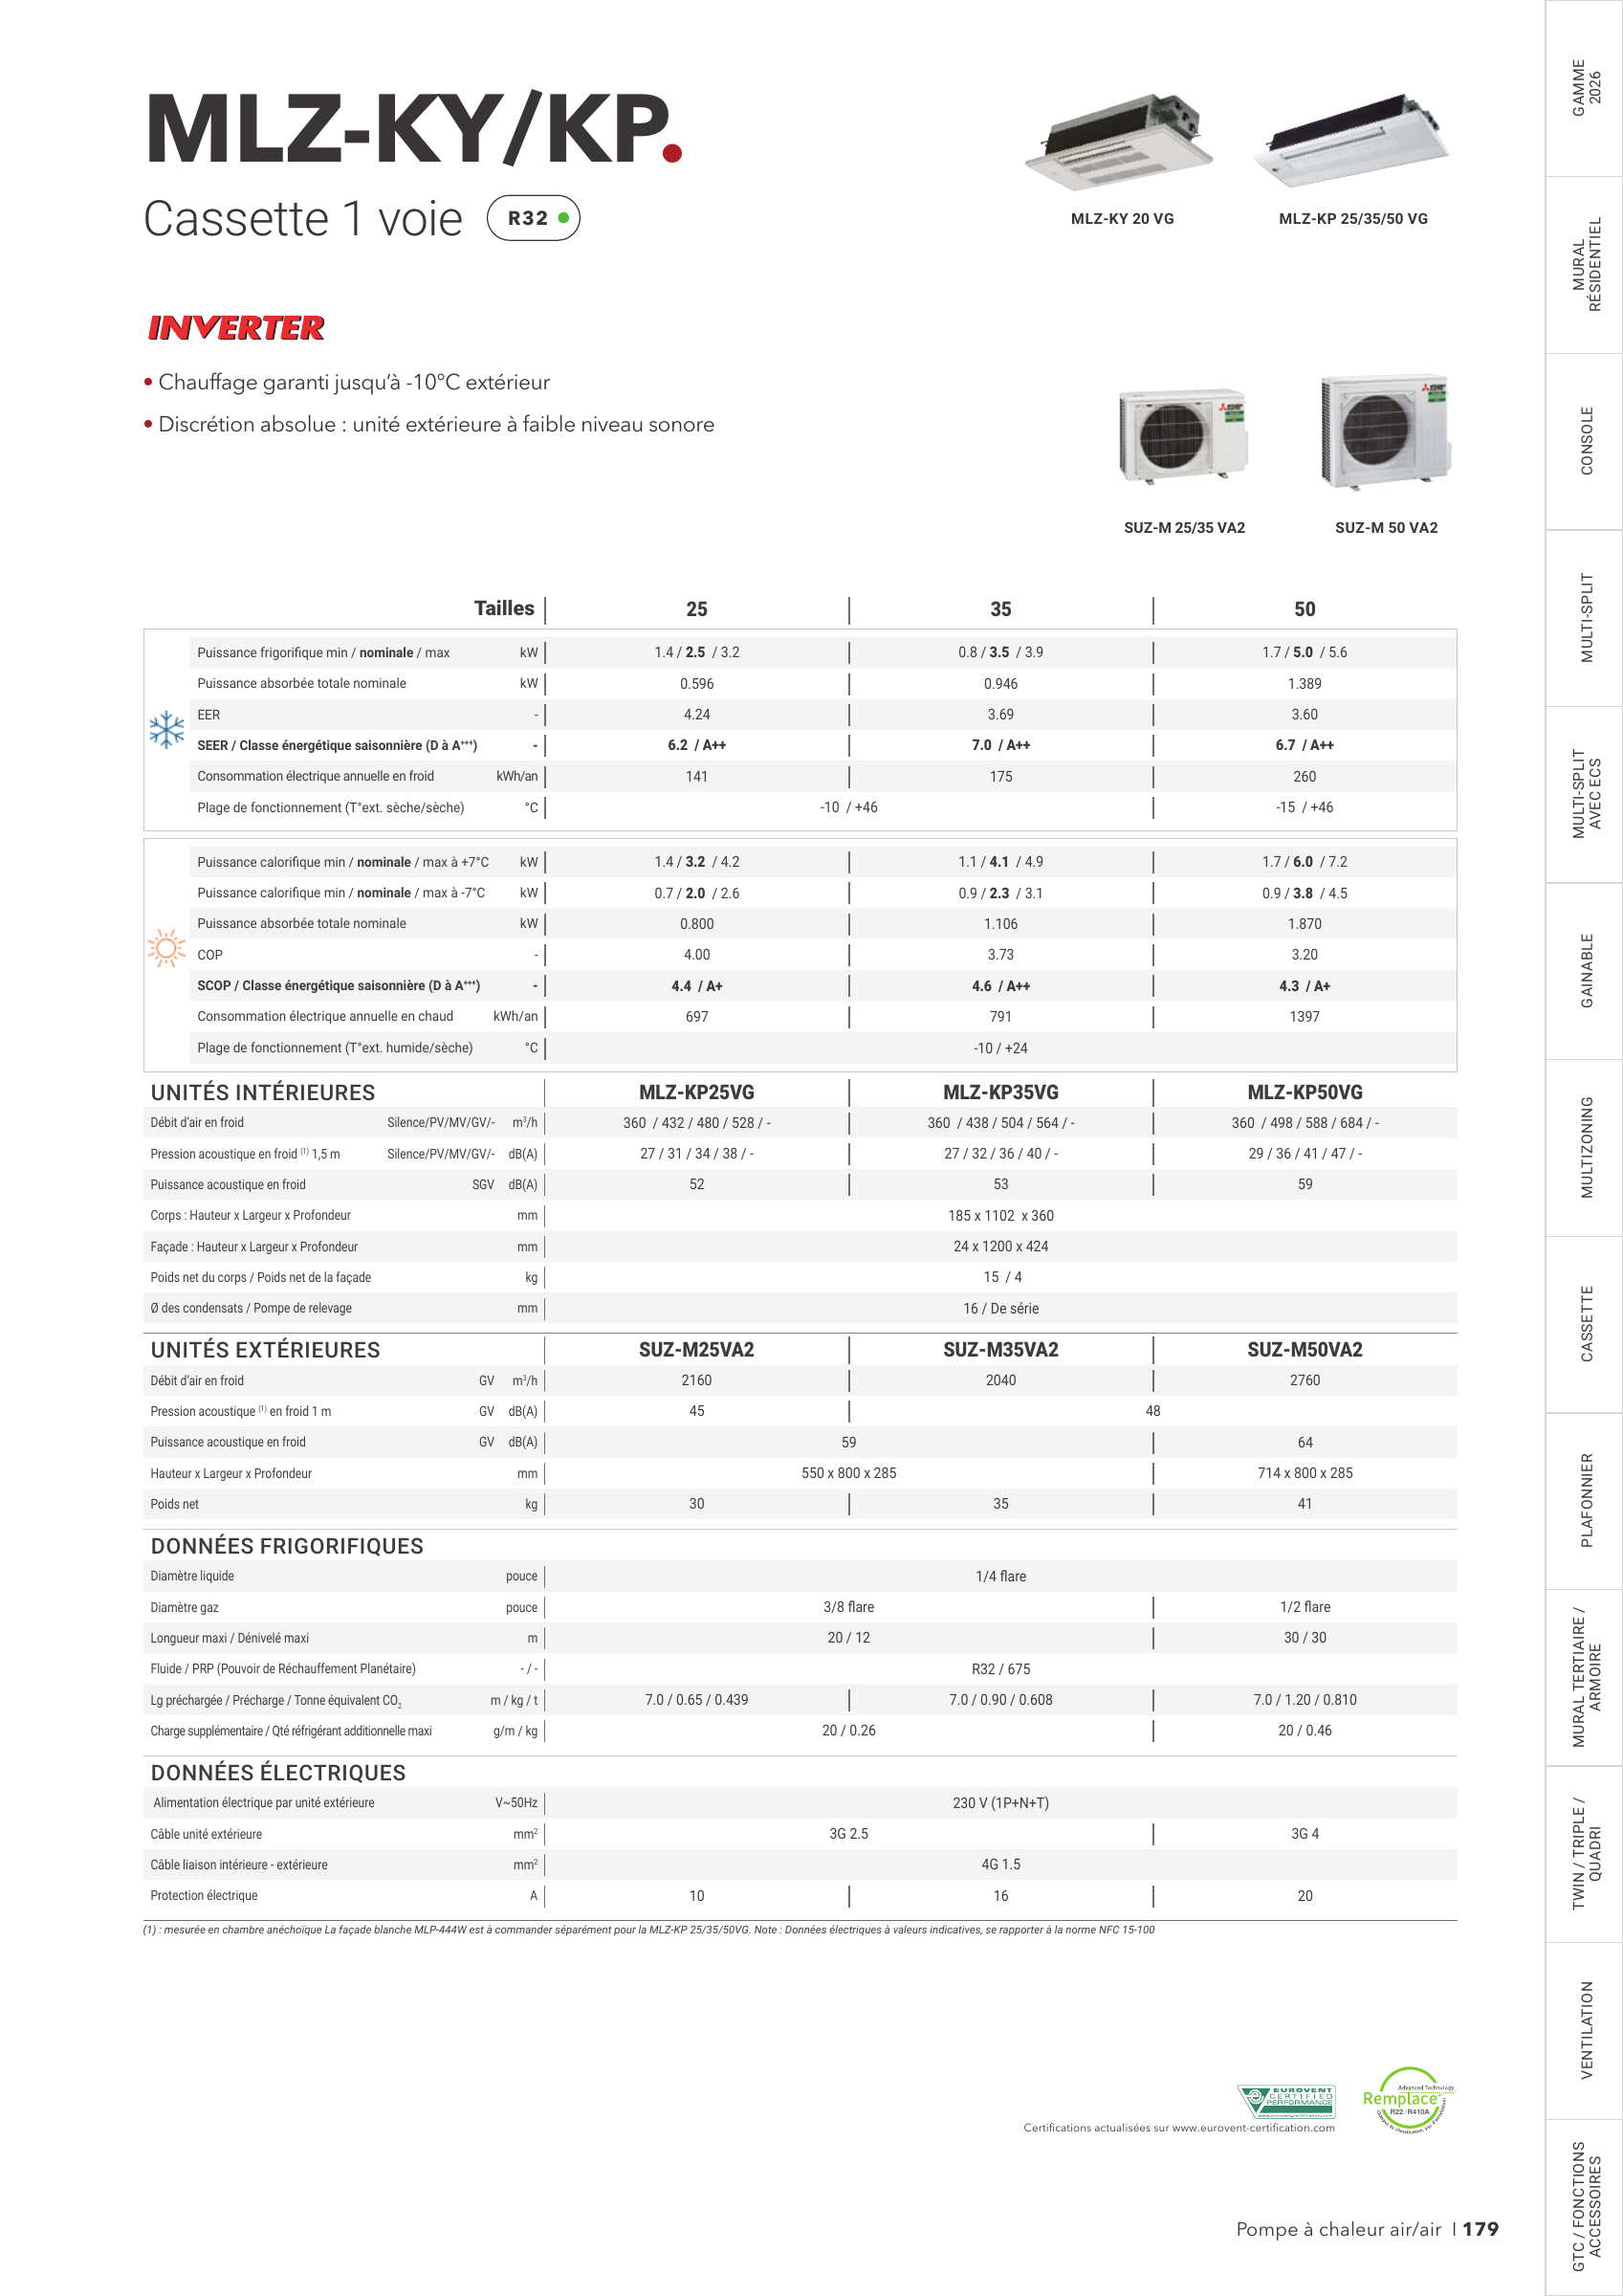 MLZ-KY/KP.
Cassette 1 voie R32
MLZ-KY 20 VG
MLZ-KP 25/35/50 VG
INVERTER
• Chauffage garanti jusqu’à -10°C extérieur
• Discrétion absolue : unité extérieure à faible niveau sonore
SUZ-M 25/35 VA2
SUZ-M 50 VA2
Tailles 25 35 50
Puissance frigorifique min / nominale / max kW 1.4 / 2.5 / 3.2 0.8 / 3.5 / 3.9 1.7 / 5.0 / 5.6
Puissance absorbée totale nominale kW 0.596 0.946 1.389
EER - 4.24 3.69 3.60
SEER / Classe énergétique saisonnière (D à A+++) - 6.2 / A++ 7.0 / A++ 6.7 / A++
Consommation électrique annuelle en froid kWh/an 141 175 260
Plage de fonctionnement (T°ext. sèche/sèche) °C -10 / +46 -15 / +46
Puissance calorifique min / nominale / max à +7°C kW 1.4 / 3.2 / 4.2 1.1 / 4.1 / 4.9 1.7 / 6.0 / 7.2
Puissance calorifique min / nominale / max à -7°C kW 0.7 / 2.0 / 2.6 0.9 / 2.3 / 3.1 0.9 / 3.8 / 4.5
Puissance absorbée totale nominale kW 0.800 1.106 1.870
COP - 4.00 3.73 3.20
SCOP / Classe énergétique saisonnière (D à A+++) - 4.4 / A+ 4.6 / A++ 4.3 / A+
Consommation électrique annuelle en chaud kWh/an 697 791 1397
Plage de fonctionnement (T°ext. humide/sèche) °C -10 / +24
UNITÉS INTÉRIEURES MLZ-KP25VG MLZ-KP35VG MLZ-KP50VG
Débit d’air en froid Silence/PV/MV/GV/- m³/h 360 / 432 / 480 / 528 / - 360 / 438 / 504 / 564 / - 360 / 498 / 588 / 684 / -
Pression acoustique en froid (1) 1,5 m Silence/PV/MV/GV/- dB(A) 27 / 31 / 34 / 38 / - 27 / 32 / 36 / 40 / - 29 / 36 / 41 / 47 / -
Puissance acoustique en froid SGV dB(A) 52 53 59
Corps : Hauteur x Largeur x Profondeur mm 185 x 1102 x 360
Façade : Hauteur x Largeur x Profondeur mm 24 x 1200 x 424
Poids net du corps / Poids net de la façade kg 15 / 4
Ø des condensats / Pompe de relevage mm 16 / De série
UNITÉS EXTÉRIEURES SUZ-M25VA2 SUZ-M35VA2 SUZ-M50VA2
Débit d’air en froid GV m³/h 2160 2040 2760
Pression acoustique (1) en froid 1 m GV dB(A) 45 48
Puissance acoustique en froid GV dB(A) 59 64
Hauteur x Largeur x Profondeur mm 550 x 800 x 285 714 x 800 x 285
Poids net kg 30 35 41
DONNÉES FRIGORIFIQUES
Diamètre liquide pouce 1/4 flare
Diamètre gaz pouce 3/8 flare 1/2 flare
Longueur maxi / Dénivelé maxi m 20 / 12 30 / 30
Fluide / PRP (Pouvoir de Réchauffement Planétaire) - / - R32 / 675
Lg préchargée / Précharge / Tonne équivalent CO2 m / kg / t 7.0 / 0.65 / 0.439 7.0 / 0.90 / 0.608 7.0 / 1.20 / 0.810
Charge supplémentaire / Qté réfrigérant additionnelle maxi g/m / kg 20 / 0.26 20 / 0.46
DONNÉES ÉLECTRIQUES
Alimentation électrique par unité extérieure V~50Hz 230 V (1P+N+T)
Câble unité extérieure mm² 3G 2.5 3G 4
Câble liaison intérieure - extérieure mm² 4G 1.5
Protection électrique A 10 16 20
(1) : mesurée en chambre anéchoïque La façade blanche MLP-444W est à commander séparément pour la MLZ-KP 25/35/50VG. Note : Données électriques à valeurs indicatives, se rapporter à la norme NFC 15-100
EUROVENT
CERTIFIED
PERFORMANCE
Certifications actualisées sur www.eurovent-certification.com
Advanced Technology
Remplace
R22/R410A
Pompe à chaleur air/air | 179
GAMME
2026
MURAL
RÉSIDENTIEL
CONSOLE
MULTI-SPLIT
MULTI-SPLIT
AVEC ECS
GAINABLE
MULTIZONING
CASSETTE
PLAFONNIER
MURAL TERTIAIRE /
ARMOIRE
TWIN / TRIPLE /
QUADRI
VENTILATION
GTC / FONCTIONS
ACCESSOIRES